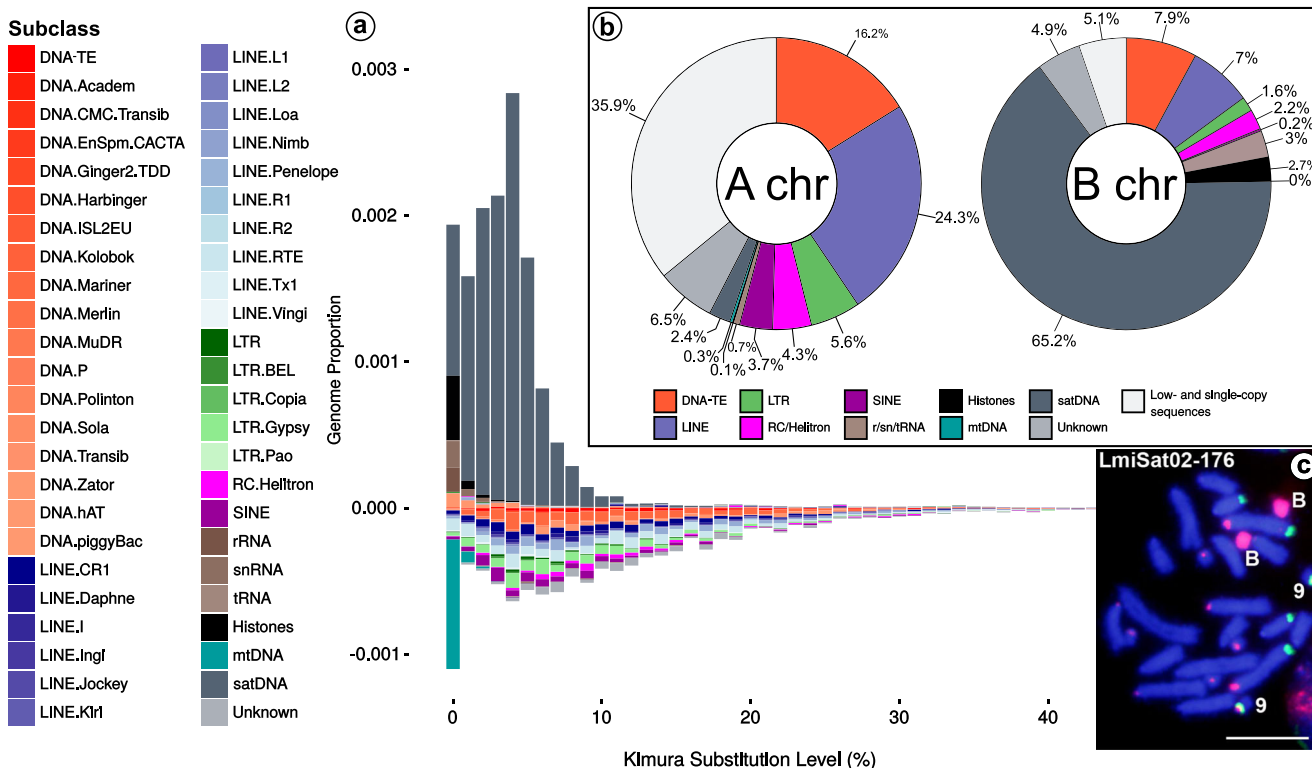 Subclass
DNA-TE
DNA.Academ
DNA.CMC.Transib
DNA.EnSpm.CACTA
DNA.Ginger2.TDD
DNA.Harbinger
DNA.ISL2EU
DNA.Kolobok
DNA.Mariner
DNA.Merlin
DNA.MuDR
DNA.P
DNA.Polinton
DNA.Sola
DNA.Transib
DNA.Zator
DNA.hAT
DNA.piggyBac
LINE.CR1
LINE.Daphne
LINE.I
LINE.Ingi
LINE.Jockey
LINE.Kiri
LINE.L1
LINE.L2
LINE.Loa
LINE.Nimb
LINE.Penelope
LINE.R1
LINE.R2
LINE.RTE
LINE.Tx1
LINE.Vingi
LTR
LTR.BEL
LTR.Copia
LTR.Gypsy
LTR.Pao
RC.Helitron
SINE
rRNA
snRNA
tRNA
Histones
mtDNA
satDNA
Unknown
a
0.003
0.002
0.001
0.000
-0.001
Genome Proportion
0
10
20
30
40
Kimura Substitution Level (%)
b
A chr
16.2%
24.3%
5.6%
4.3%
3.7%
0.7%
0.1%
0.3%
2.4%
6.5%
35.9%
B chr
7.9%
7%
1.6%
2.2%
0.2%
3%
2.7%
0%
65.2%
4.9%
5.1%
DNA-TE
LTR
SINE
Histones
satDNA
Low- and single-copy
sequences
LINE
RC/Helitron
r/sn/tRNA
mtDNA
Unknown
LmiSat02-176
c
B
B
9
9